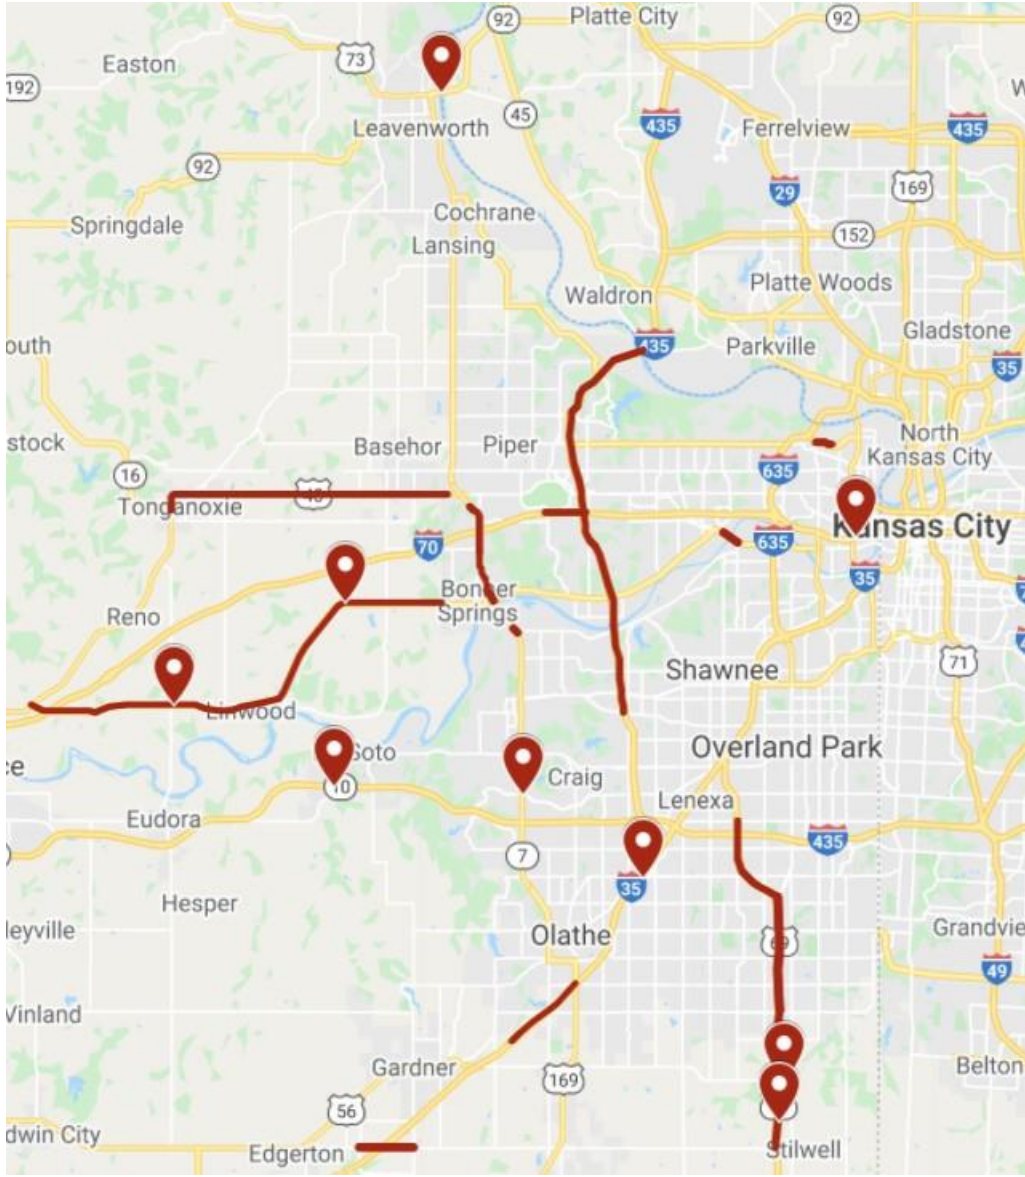 92
Platte City
92
Easton
73
192
45
Leavenworth
435
Ferrelview
435
92
29
169
Springdale
Cochrane
Lansing
152
Waldron
Platte Woods
Gladstone
outh
435
Parkville
35
stock
Basehor
Piper
North
Kansas City
16
635
Tonganoxie
40
Kansas City
70
635
35
Bonner
Springs
Reno
Shawnee
71
Linwood
Soto
Overland Park
ce
10
Craig
Lenexa
Eudora
435
7
35
Hesper
leyville
Olathe
69
Grandvie
49
Vinland
Gardner
169
Belton
56
dwin City
Edgerton
Stilwell